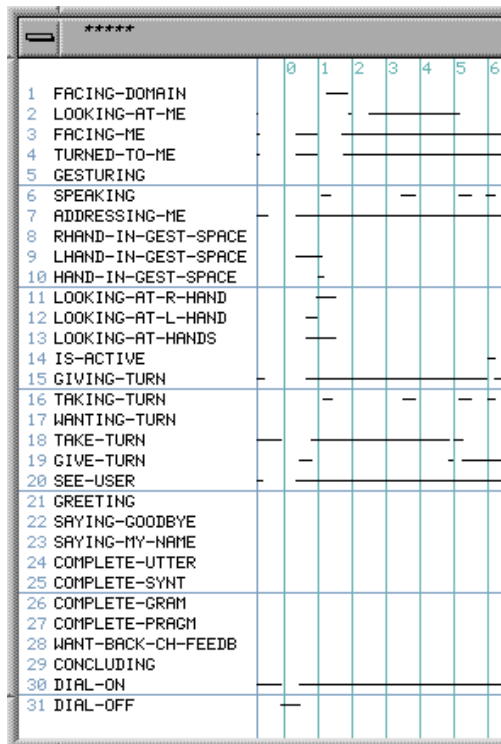 *****
0 1 2 3 4 5 6
1 FACING-DOMAIN
2 LOOKING-AT-ME
3 FACING-ME
4 TURNED-TO-ME
5 GESTURING
6 SPEAKING
7 ADDRESSING-ME
8 RHAND-IN-GEST-SPACE
9 LHAND-IN-GEST-SPACE
10 HAND-IN-GEST-SPACE
11 LOOKING-AT-R-HAND
12 LOOKING-AT-L-HAND
13 LOOKING-AT-HANDS
14 IS-ACTIVE
15 GIVING-TURN
16 TAKING-TURN
17 WANTING-TURN
18 TAKE-TURN
19 GIVE-TURN
20 SEE-USER
21 GREETING
22 SAYING-GOODBYE
23 SAYING-MY-NAME
24 COMPLETE-UTTER
25 COMPLETE-SYNT
26 COMPLETE-GRAM
27 COMPLETE-PRAGM
28 WANT-BACK-CH-FEEDB
29 CONCLUDING
30 DIAL-ON
31 DIAL-OFF